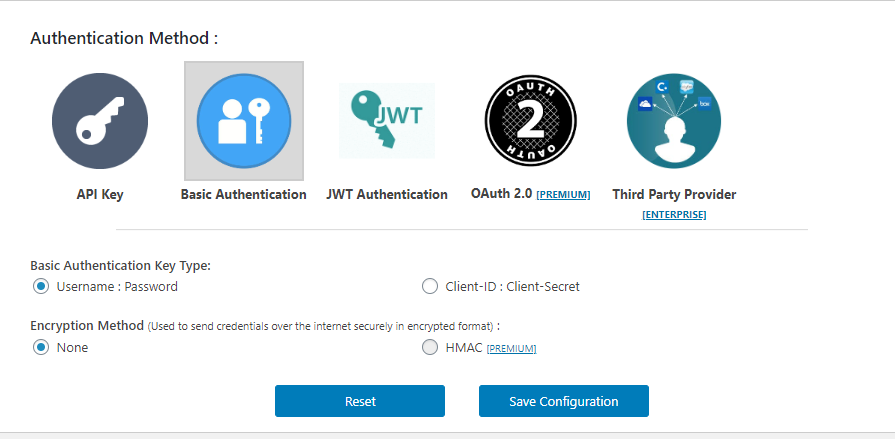 Authentication Method :
JWT
OAUTH
2
OAUTH
box
API Key
Basic Authentication
JWT Authentication
OAuth 2.0 [PREMIUM]
Third Party Provider
[ENTERPRISE]
Basic Authentication Key Type:
Username : Password
Client-ID : Client-Secret
Encryption Method (Used to send credentials over the internet securely in encrypted format) :
None
HMAC [PREMIUM]
Reset
Save Configuration